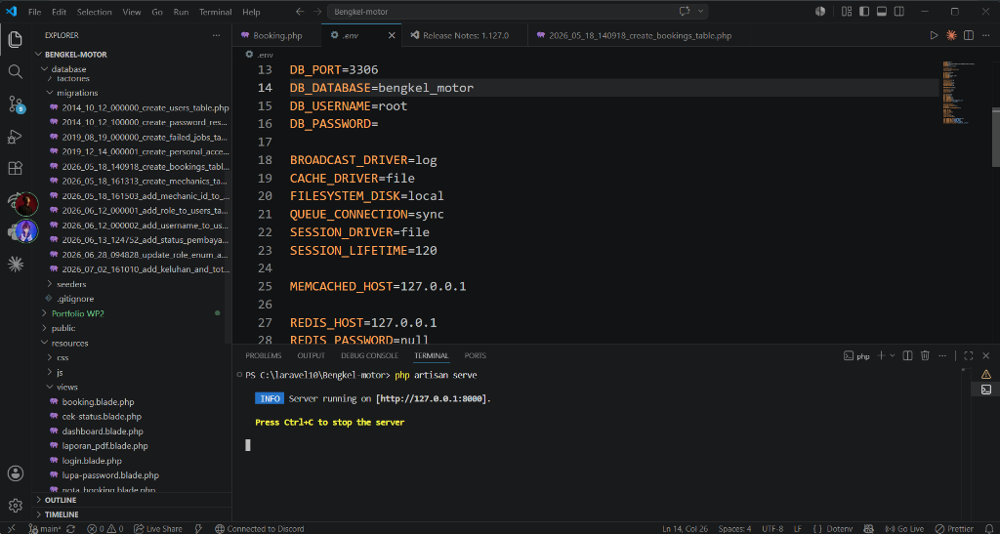 File Edit Selection View Go Run Terminal Help
Bengkel-motor
EXPLORER
BENGKEL-MOTOR
database
factories
migrations
2014_10_12_000000_create_users_table.php
2014_10_12_100000_create_password_res...
2019_08_19_000000_create_failed_jobs_ta...
2019_12_14_000001_create_personal_acce...
2026_05_18_140918_create_bookings_tabl...
2026_05_18_161313_create_mechanics_ta...
2026_05_18_161503_add_mechanic_id_to_...
2026_06_12_000001_add_role_to_users_ta...
2026_06_12_000002_add_username_to_us...
2026_06_13_124752_add_status_pembaya...
2026_06_28_094828_update_role_enum_a...
2026_07_02_161010_add_keluhan_and_tot...
seeders
.gitignore
Portfolio WP2
public
resources
css
js
views
booking.blade.php
cek-status.blade.php
dashboard.blade.php
laporan_pdf.blade.php
login.blade.php
lupa-password.blade.php
nota_booking.blade.php
OUTLINE
TIMELINE
9
Booking.php
.env
Release Notes: 1.127.0
2026_05_18_140918_create_bookings_table.php
.env
13 DB_PORT=3306
14 DB_DATABASE=bengkel_motor
15 DB_USERNAME=root
16 DB_PASSWORD=
17
18 BROADCAST_DRIVER=log
19 CACHE_DRIVER=file
20 FILESYSTEM_DISK=local
21 QUEUE_CONNECTION=sync
22 SESSION_DRIVER=file
23 SESSION_LIFETIME=120
24
25 MEMCACHED_HOST=127.0.0.1
26
27 REDIS_HOST=127.0.0.1
28 REDIS_PASSWORD=null
PROBLEMS OUTPUT DEBUG CONSOLE TERMINAL PORTS
php
PS C:\laravel10\Bengkel-motor> php artisan serve
INFO Server running on [http://127.0.0.1:8000].
Press Ctrl+C to stop the server
main* 0 0 Live Share Connected to Discord Ln 14, Col 26 Spaces: 4 UTF-8 LF { } Dotenv Go Live Prettier